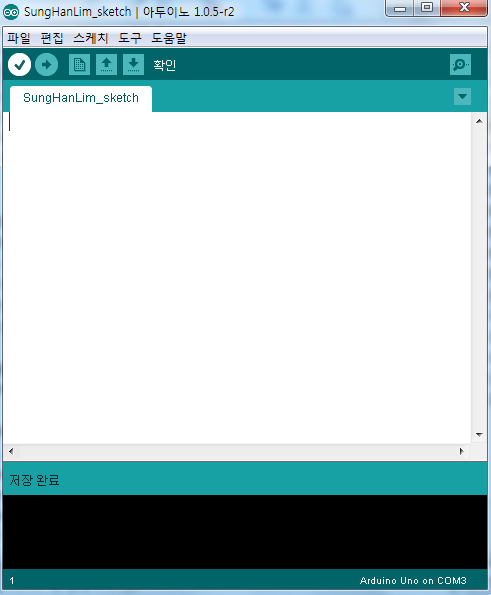 SungHanLim_sketch | 아두이노 1.0.5-r2
파일 편집 스케치 도구 도움말
확인
SungHanLim_sketch
저장 완료
1 Arduino Uno on COM3